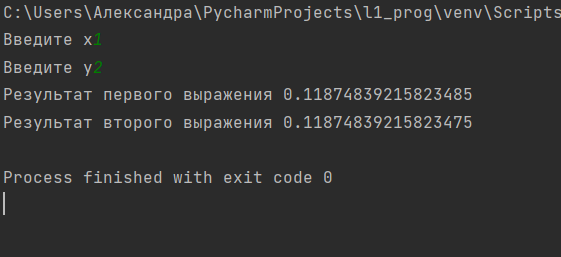 C:\Users\Александра\PycharmProjects\l1_prog\venv\Scripts
Введите x1
Введите y2
Результат первого выражения 0.11874839215823485
Результат второго выражения 0.11874839215823475
Process finished with exit code 0